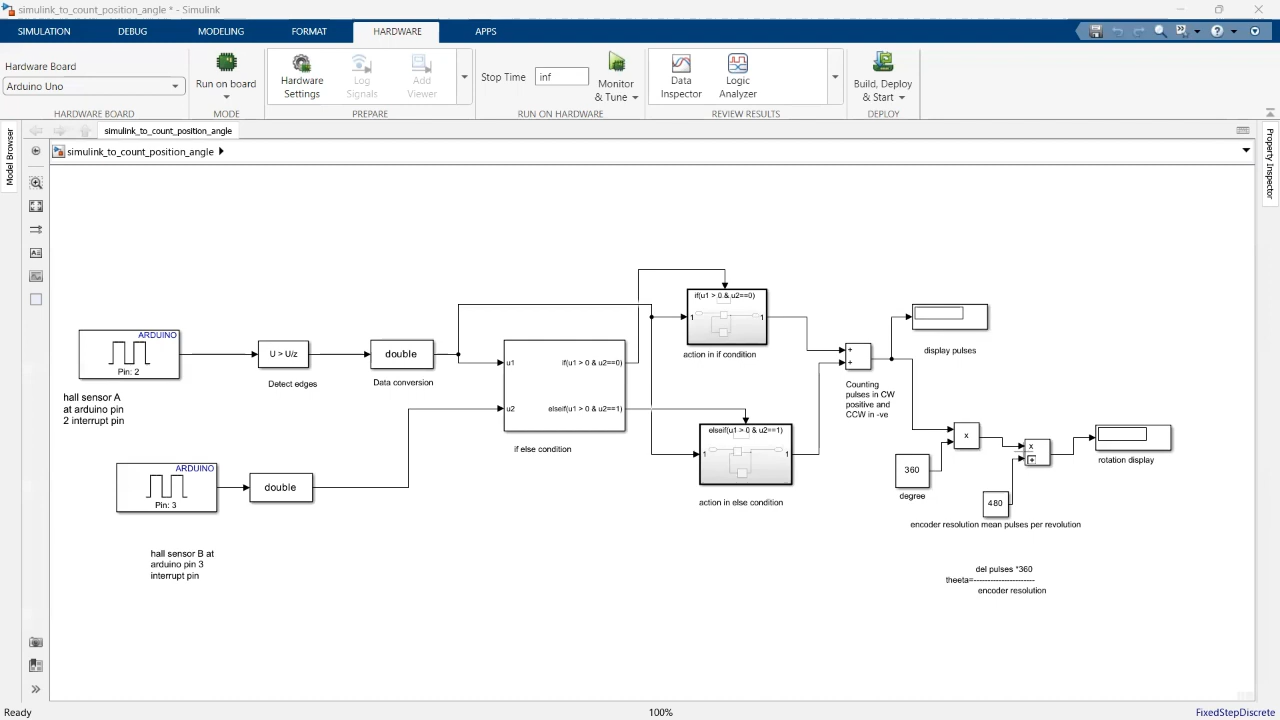 simulink_to_count_position_angle * - Simulink
SIMULATION DEBUG MODELING FORMAT HARDWARE APPS
Hardware Board
Arduino Uno
HARDWARE BOARD
Run on board
MODE
Hardware
Settings
Log
Signals
Add
Viewer
PREPARE
Stop Time inf
Monitor
& Tune
RUN ON HARDWARE
Data
Inspector
Logic
Analyzer
REVIEW RESULTS
Build, Deploy
& Start
DEPLOY
Model Browser
simulink_to_count_position_angle
simulink_to_count_position_angle
Property Inspector
ARDUINO
Pin: 2
hall sensor A
at arduino pin
2 interrupt pin
U > U/z
Detect edges
double
Data conversion
u1 if(u1 > 0 & u2==0)
u2 elseif(u1 > 0 & u2==1)
if else condition
if(u1 > 0 & u2==0)
1 1
action in if condition
elseif(u1 > 0 & u2==1)
1 1
action in else condition
ARDUINO
Pin: 3
double
hall sensor B at
arduino pin 3
interrupt pin
+
+
Counting
pulses in CW
positive and
CCW in -ve
display pulses
x
360
degree
x
÷
480
rotation display
encoder resolution mean pulses per revolution
del pulses *360
theeta=---------------------
encoder resolution
Ready 100% FixedStepDiscrete